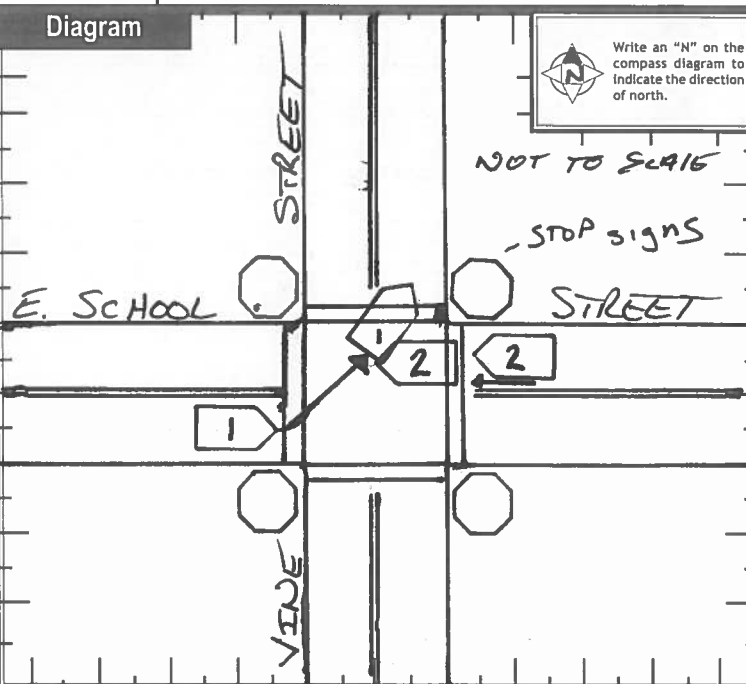 Diagram
Write an “N” on the
compass diagram to
indicate the direction
of north.
N
NOT TO SCALE
STOP signs
STREET
E. SCHOOL
STREET
1
2
2
1
VINE